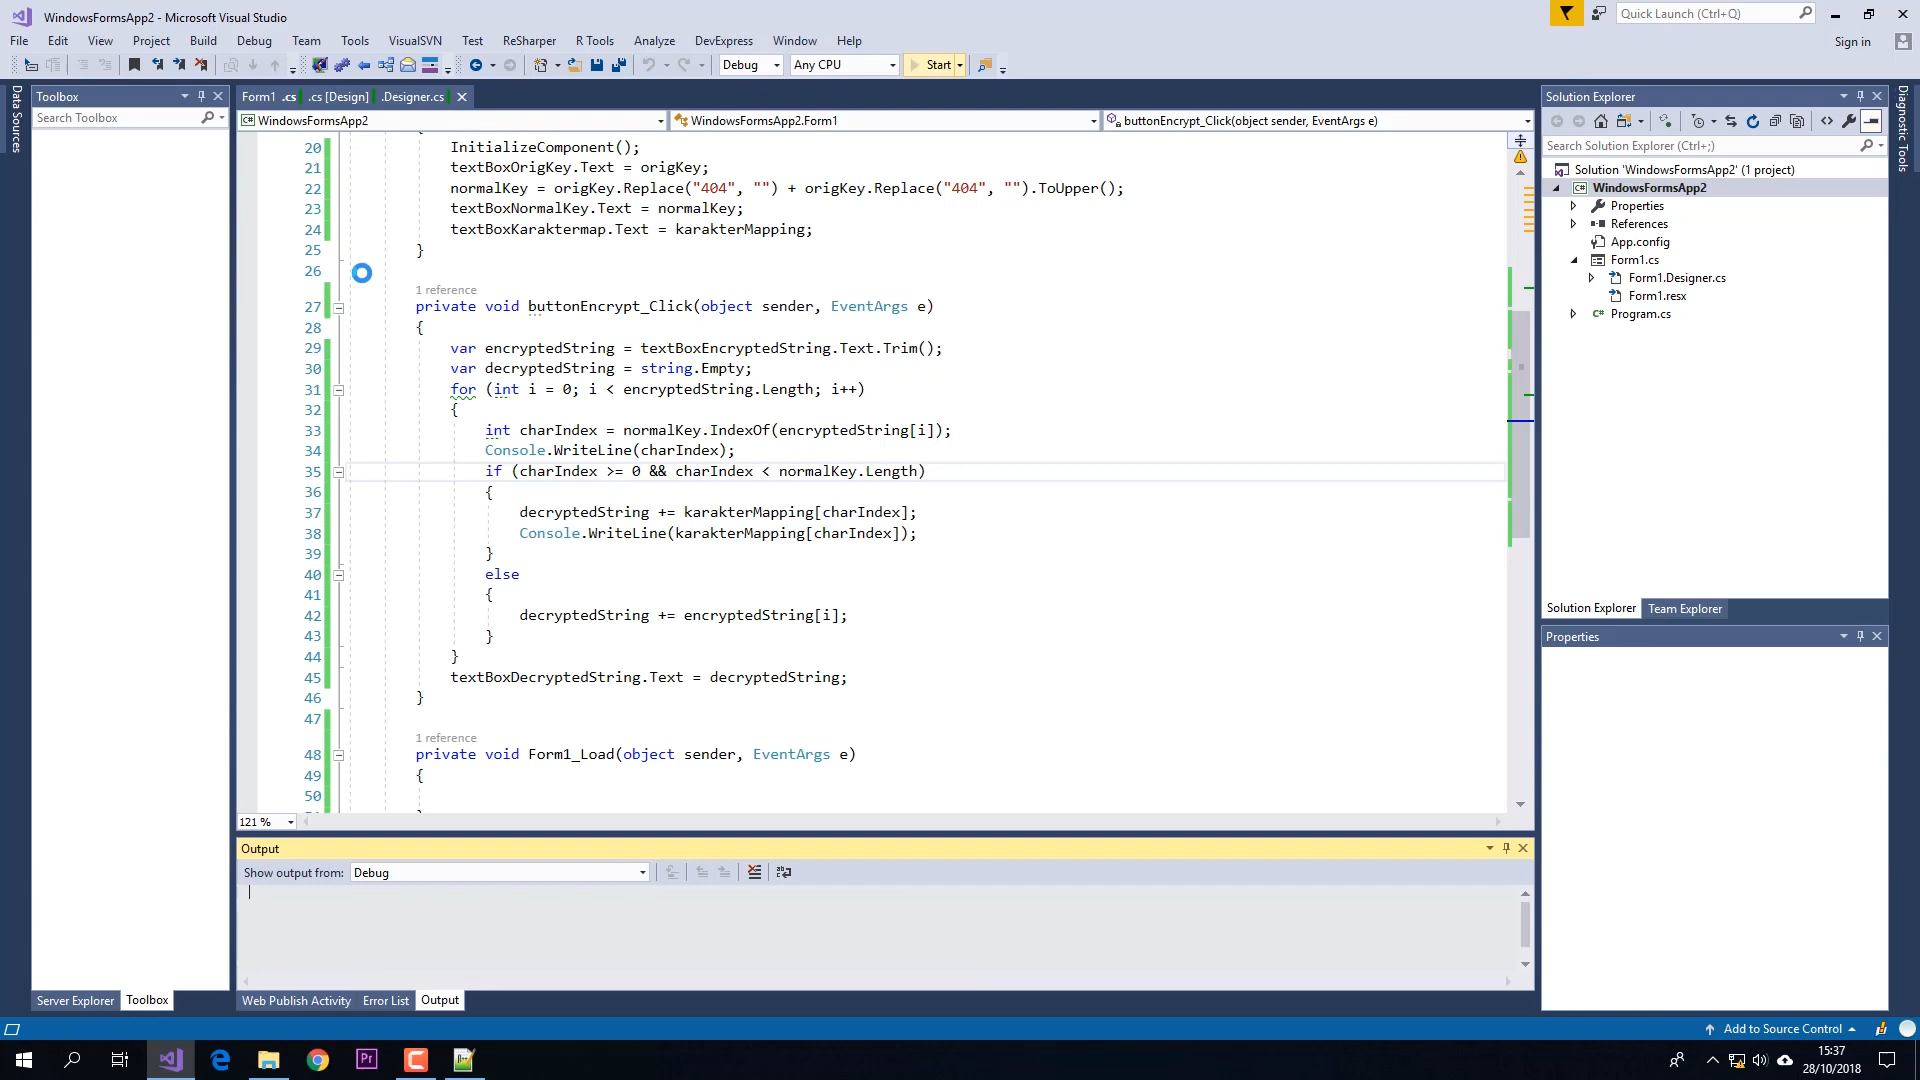 WindowsFormsApp2 - Microsoft Visual Studio
Quick Launch (Ctrl+Q)
File Edit View Project Build Debug Team Tools VisualSVN Test ReSharper R Tools Analyze DevExpress Window Help
Sign in
Debug Any CPU Start
Data Sources
Toolbox
Search Toolbox
Form1 .cs .cs [Design] .Designer.cs
WindowsFormsApp2 WindowsFormsApp2.Form1 buttonEncrypt_Click(object sender, EventArgs e)
{
20 InitializeComponent();
21 textBoxOrigKey.Text = origKey;
22 normalKey = origKey.Replace("404", "") + origKey.Replace("404", "").ToUpper();
23 textBoxNormalKey.Text = normalKey;
24 textBoxKaraktermap.Text = karakterMapping;
25 }
26
1 reference
27 private void buttonEncrypt_Click(object sender, EventArgs e)
28 {
29 var encryptedString = textBoxEncryptedString.Text.Trim();
30 var decryptedString = string.Empty;
31 for (int i = 0; i < encryptedString.Length; i++)
32 {
33 int charIndex = normalKey.IndexOf(encryptedString[i]);
34 Console.WriteLine(charIndex);
35 if (charIndex >= 0 && charIndex < normalKey.Length)
36 {
37 decryptedString += karakterMapping[charIndex];
38 Console.WriteLine(karakterMapping[charIndex]);
39 }
40 else
41 {
42 decryptedString += encryptedString[i];
43 }
44 }
45 textBoxDecryptedString.Text = decryptedString;
46 }
47
1 reference
48 private void Form1_Load(object sender, EventArgs e)
49 {
50
121 %
Output
Show output from: Debug
Server Explorer Toolbox
Web Publish Activity Error List Output
Solution Explorer
Search Solution Explorer (Ctrl+;)
Solution 'WindowsFormsApp2' (1 project)
C# WindowsFormsApp2
Properties
References
App.config
Form1.cs
Form1.Designer.cs
Form1.resx
C# Program.cs
Solution Explorer Team Explorer
Properties
Diagnostic Tools
Add to Source Control
Pr
15:37
28/10/2018